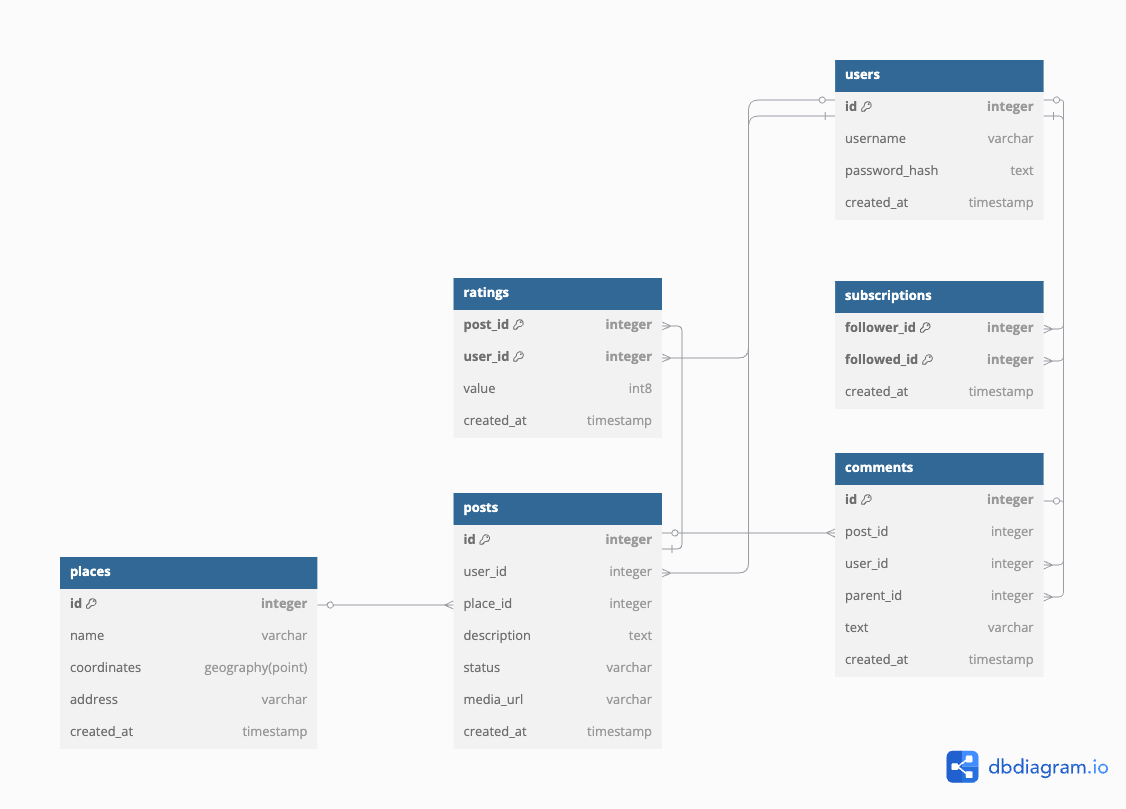 users
id integer
username varchar
password_hash text
created_at timestamp
ratings
post_id integer
user_id integer
value int8
created_at timestamp
subscriptions
follower_id integer
followed_id integer
created_at timestamp
comments
id integer
post_id integer
user_id integer
parent_id integer
text varchar
created_at timestamp
posts
id integer
user_id integer
place_id integer
description text
status varchar
media_url varchar
created_at timestamp
places
id integer
name varchar
coordinates geography(point)
address varchar
created_at timestamp
dbdiagram.io